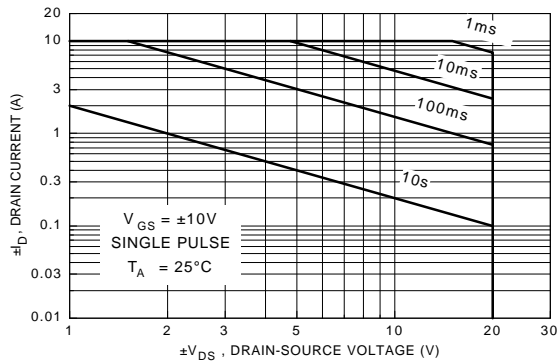 20
10
3
1
0.3
0.1
0.03
0.01
±I_D, DRAIN CURRENT (A)
1ms
10ms
100ms
10s
V_GS = ±10V
SINGLE PULSE
T_A = 25°C
1 2 3 5 10 20 30
±V_DS , DRAIN-SOURCE VOLTAGE (V)